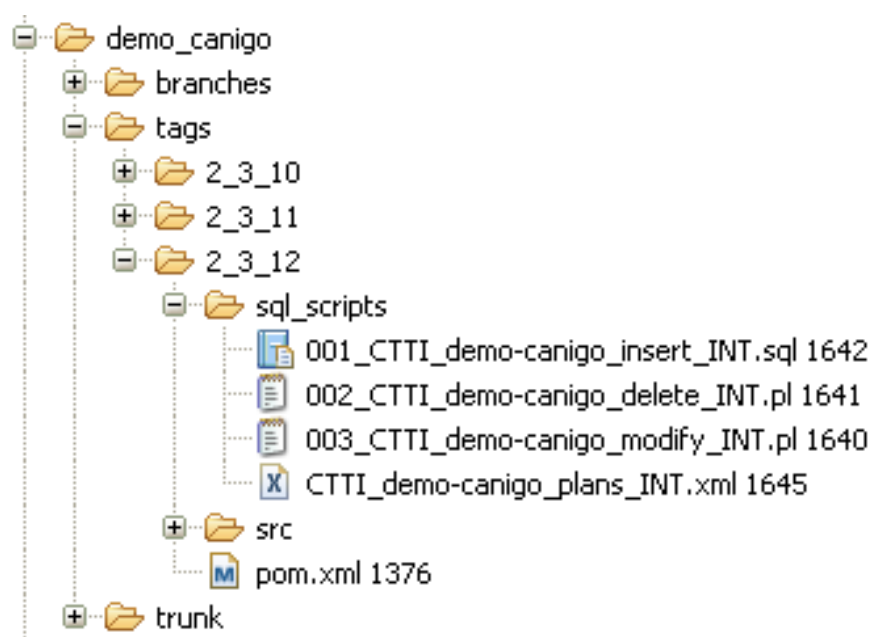 demo_canigo
branches
tags
2_3_10
2_3_11
2_3_12
sql_scripts
001_CTTI_demo-canigo_insert_INT.sql 1642
002_CTTI_demo-canigo_delete_INT.pl 1641
003_CTTI_demo-canigo_modify_INT.pl 1640
CTTI_demo-canigo_plans_INT.xml 1645
src
pom.xml 1376
trunk